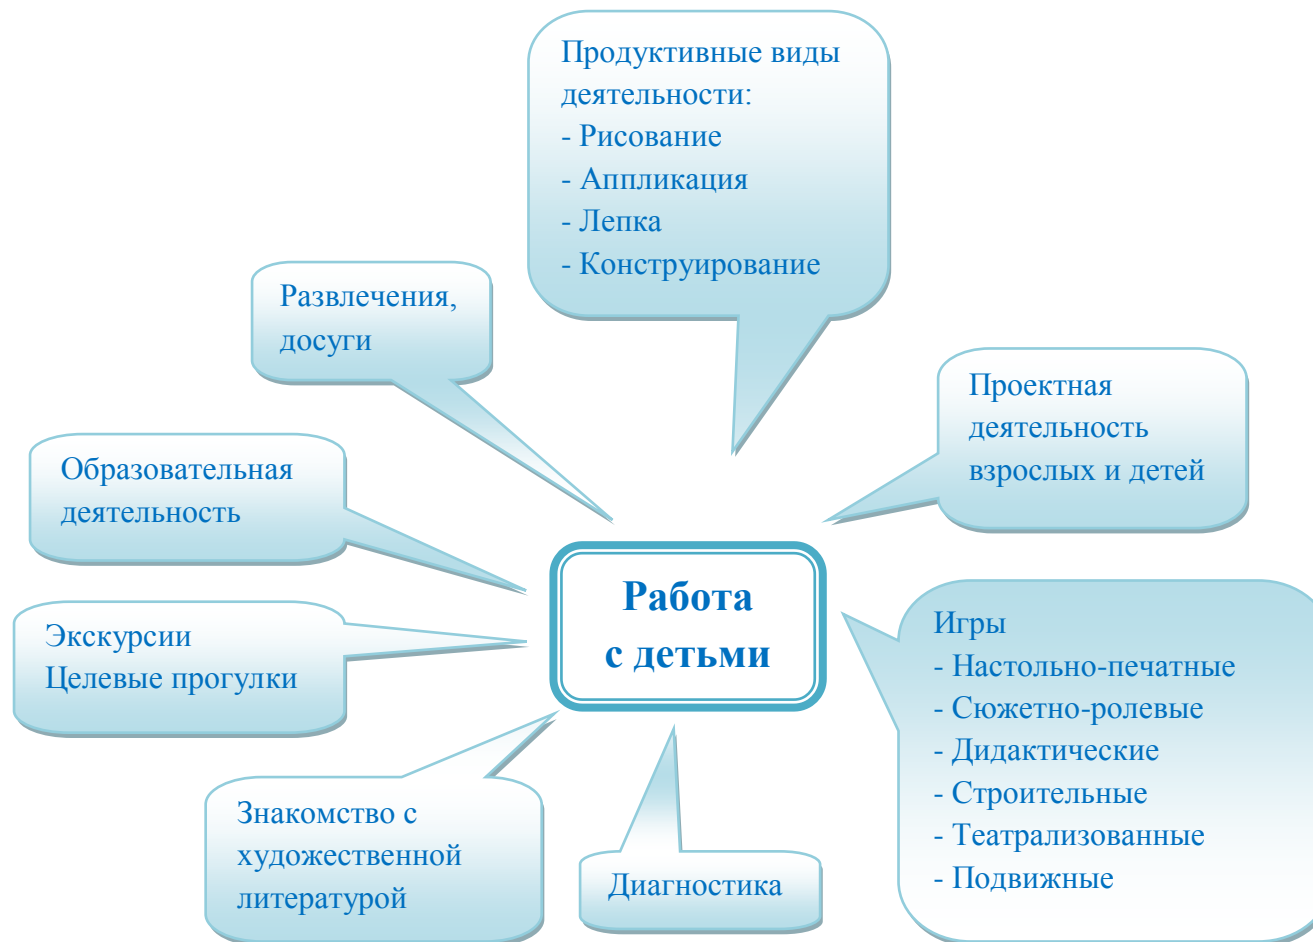 Продуктивные виды
деятельности:
- Рисование
- Аппликация
- Лепка
- Конструирование
Развлечения,
досуги
Проектная
деятельность
взрослых и детей
Образовательная
деятельность
Работа
с детьми
Экскурсии
Целевые прогулки
Игры
- Настольно-печатные
- Сюжетно-ролевые
- Дидактические
- Строительные
- Театрализованные
- Подвижные
Знакомство с
художественной
литературой
Диагностика